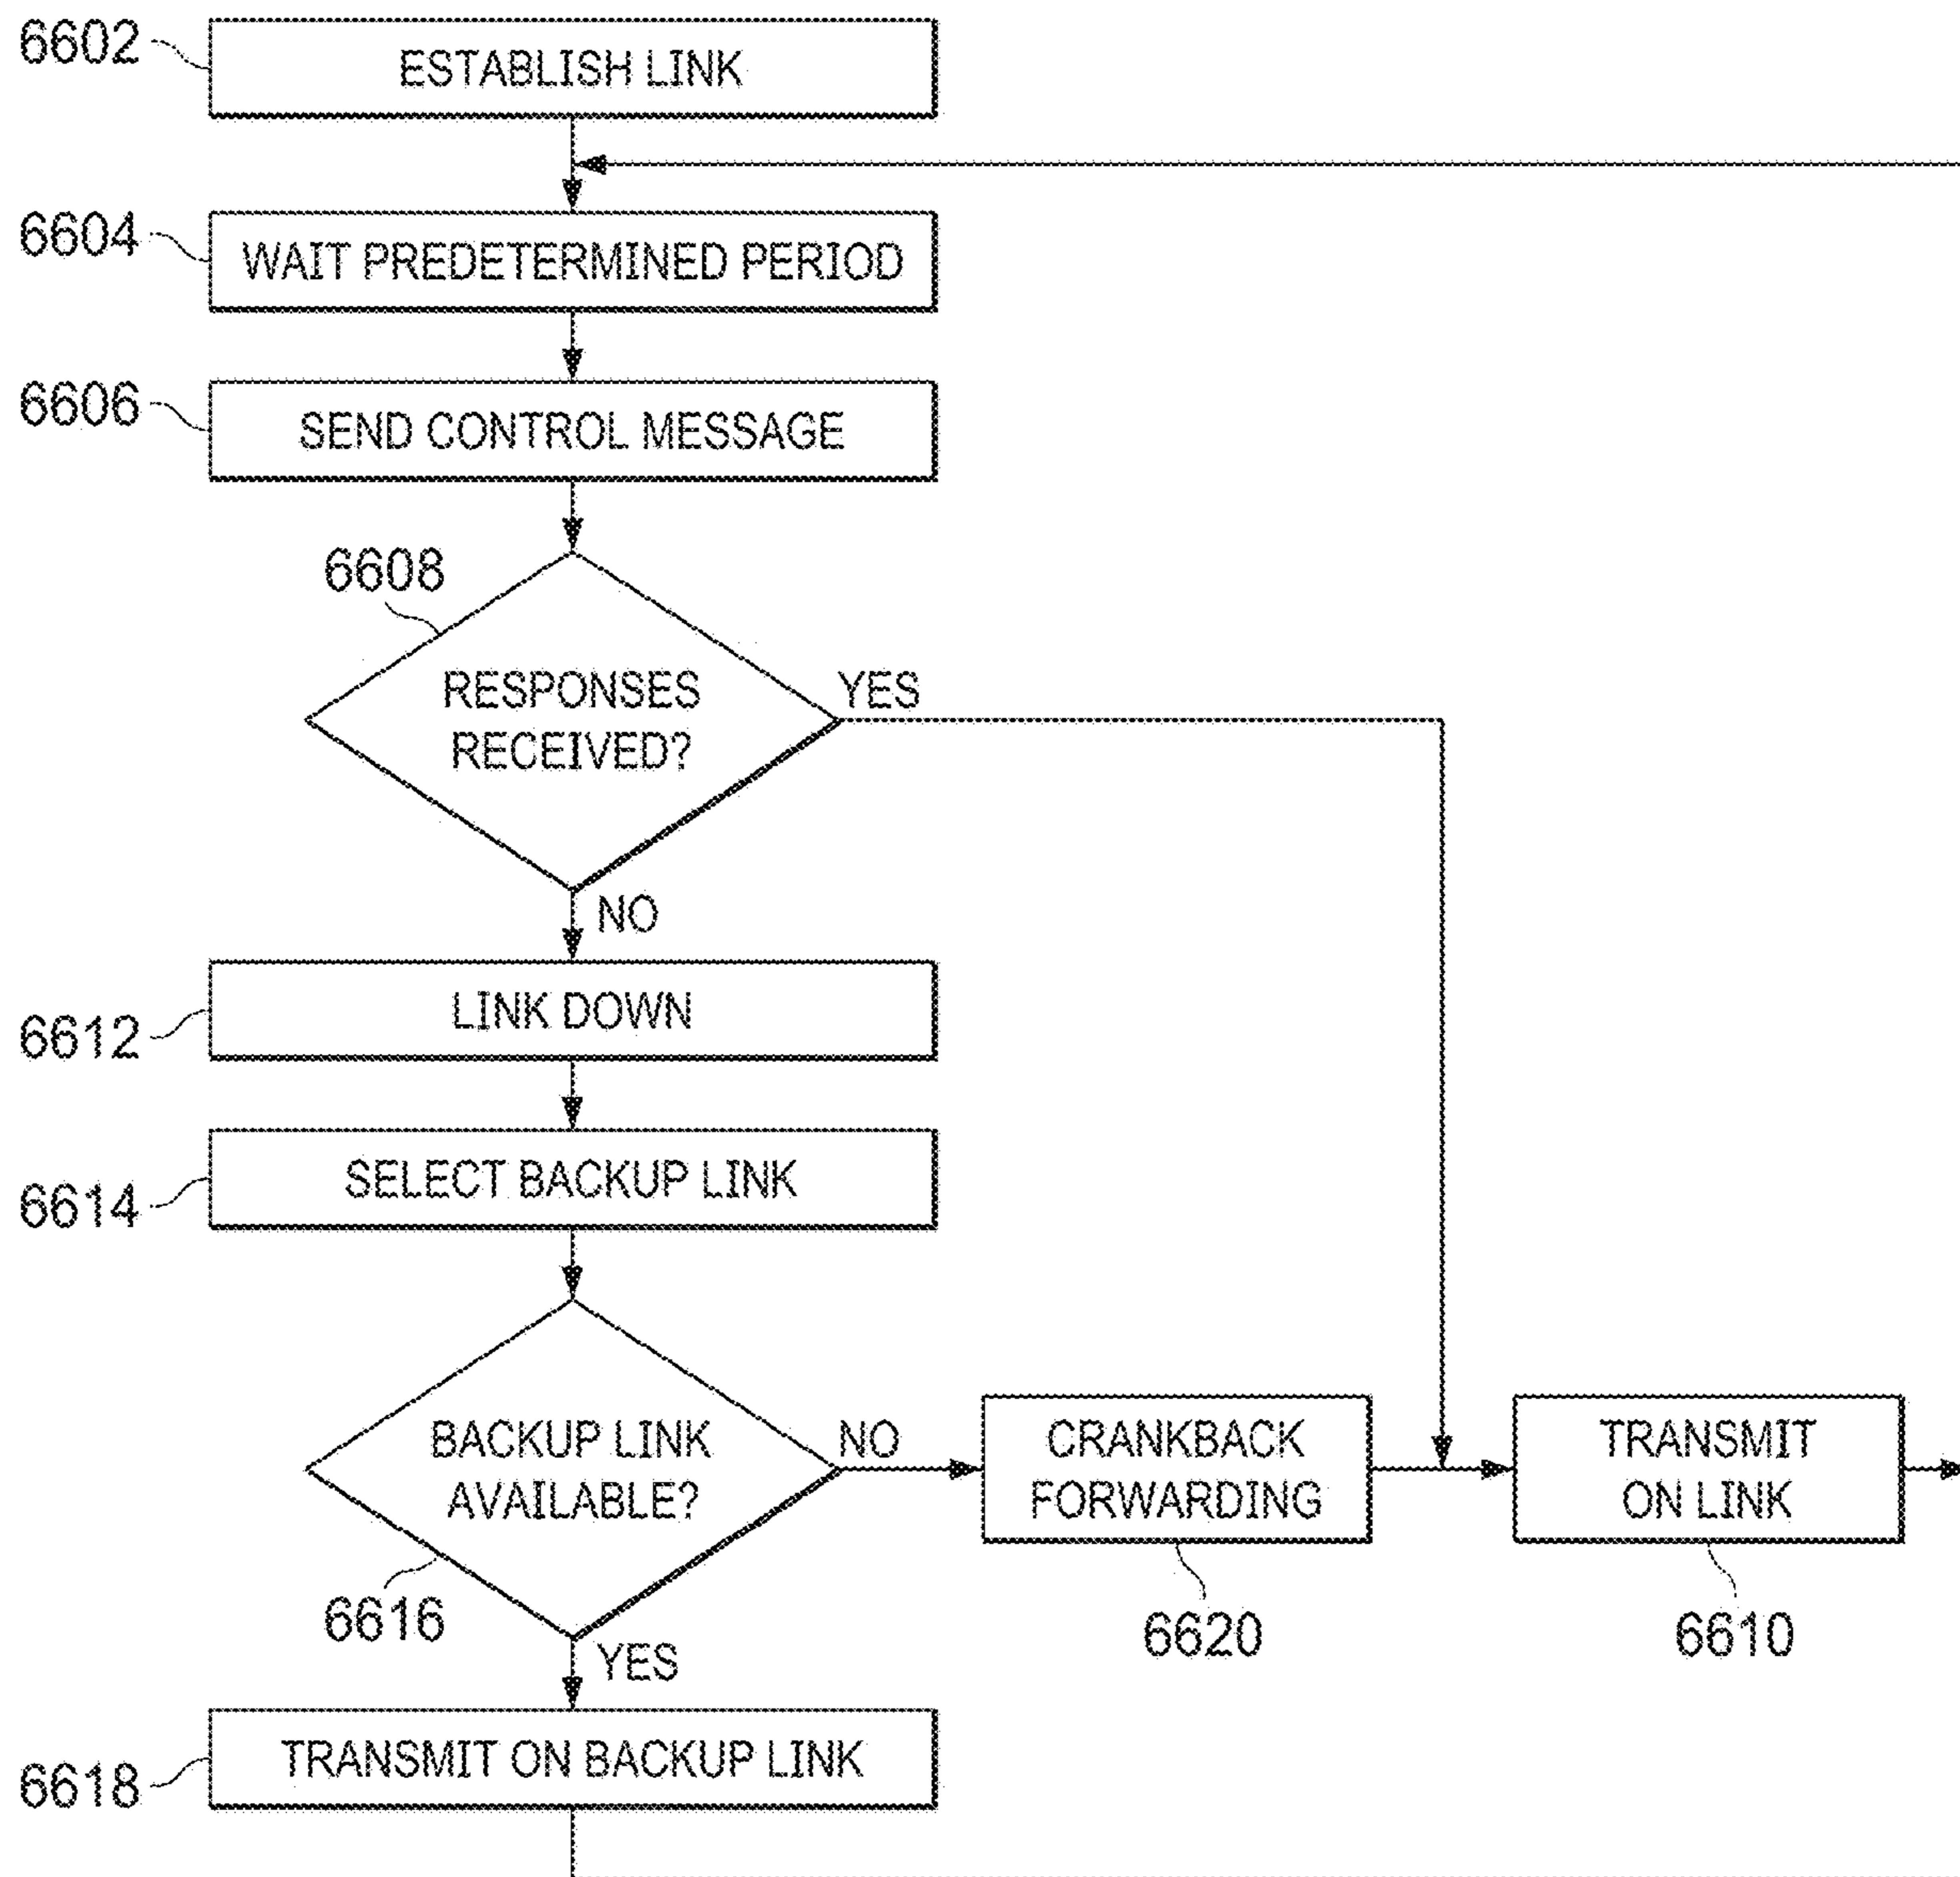 6602
ESTABLISH LINK
6604
WAIT PREDETERMINED PERIOD
6606
SEND CONTROL MESSAGE
6608
RESPONSES
RECEIVED?
YES
NO
LINK DOWN
6612
SELECT BACKUP LINK
6614
BACKUP LINK
AVAILABLE?
NO
CRANKBACK
FORWARDING
TRANSMIT
ON LINK
6616
6620
6610
YES
TRANSMIT ON BACKUP LINK
6618